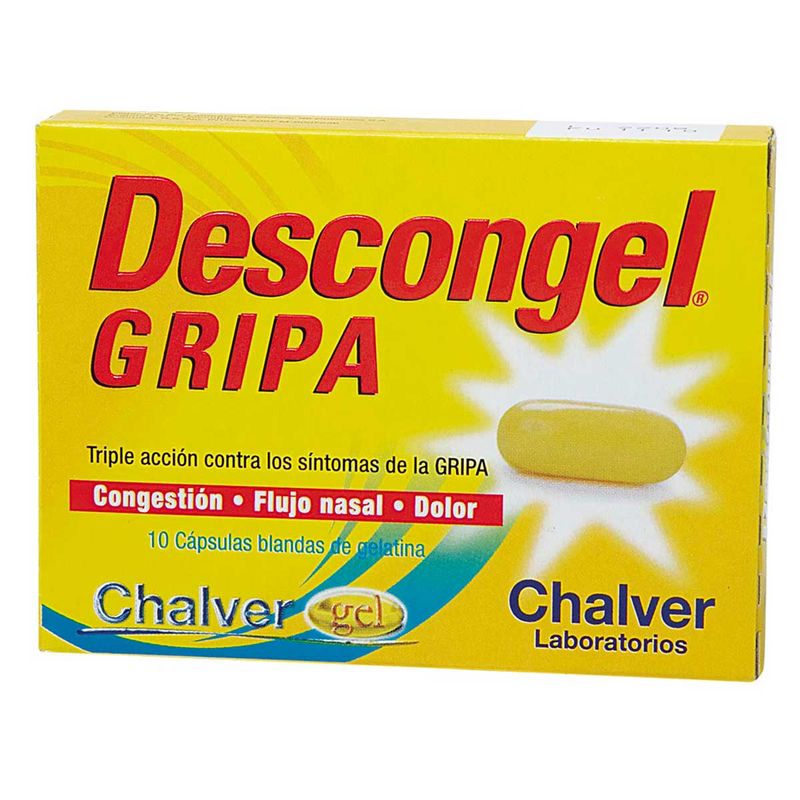 Descongel®
GRIPA
Triple acción contra los síntomas de la GRIPA
Congestión • Flujo nasal • Dolor
10 Cápsulas blandas de gelatina
Chalver gel
Chalver
Laboratorios